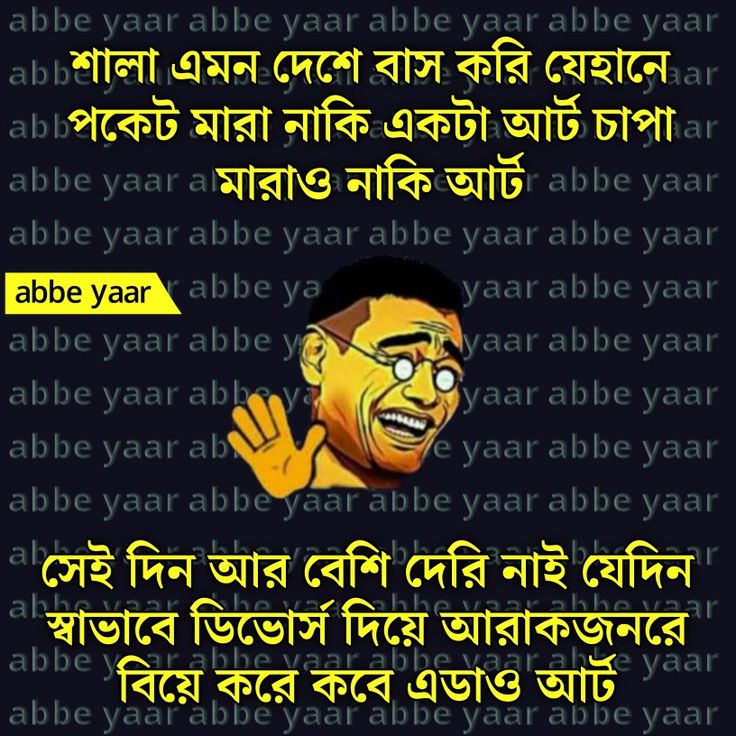 শালা এমন দেশে বাস করি যেহানে
পকেট মারা নাকি একটা আর্ট চাপা
মারাও নাকি আর্ট
abbe yaar
সেই দিন আর বেশি দেরি নাই যেদিন
স্বাভাবে ডিভোর্স দিয়ে আরাকজনরে
বিয়ে করে কবে এডাও আর্ট